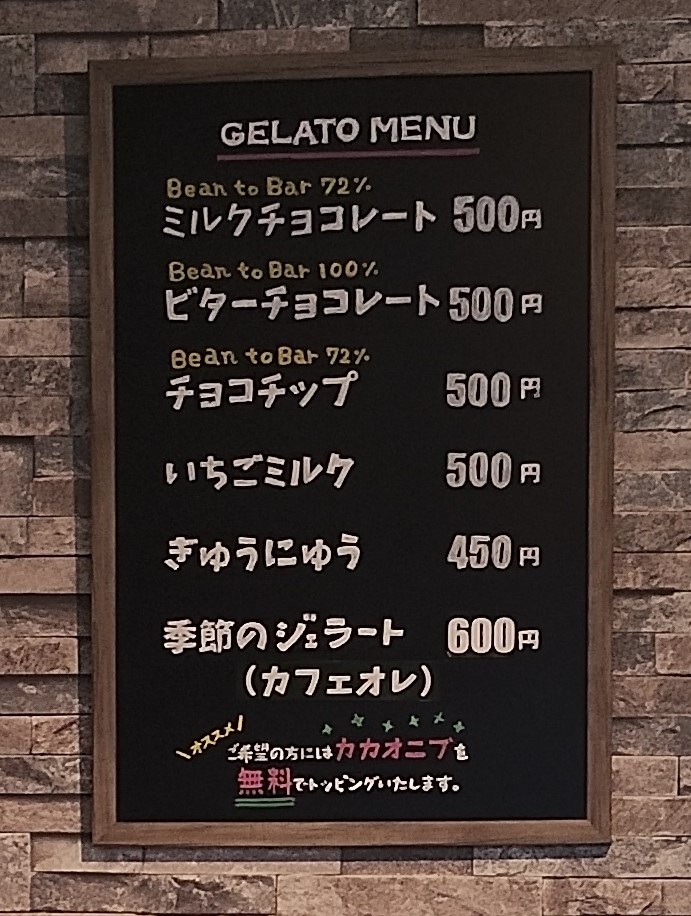 GELATO MENU
Bean to Bar 72%
ミルクチョコレート 500円
Bean to Bar 100%
ビターチョコレート 500円
Bean to Bar 72%
チョコチップ 500円
いちごミルク 500円
ぎゅうにゅう 450円
季節のジェラート 600円
(カフェオレ)
\オススメ/
ご希望の方にはカカオニブを
無料でトッピングいたします。